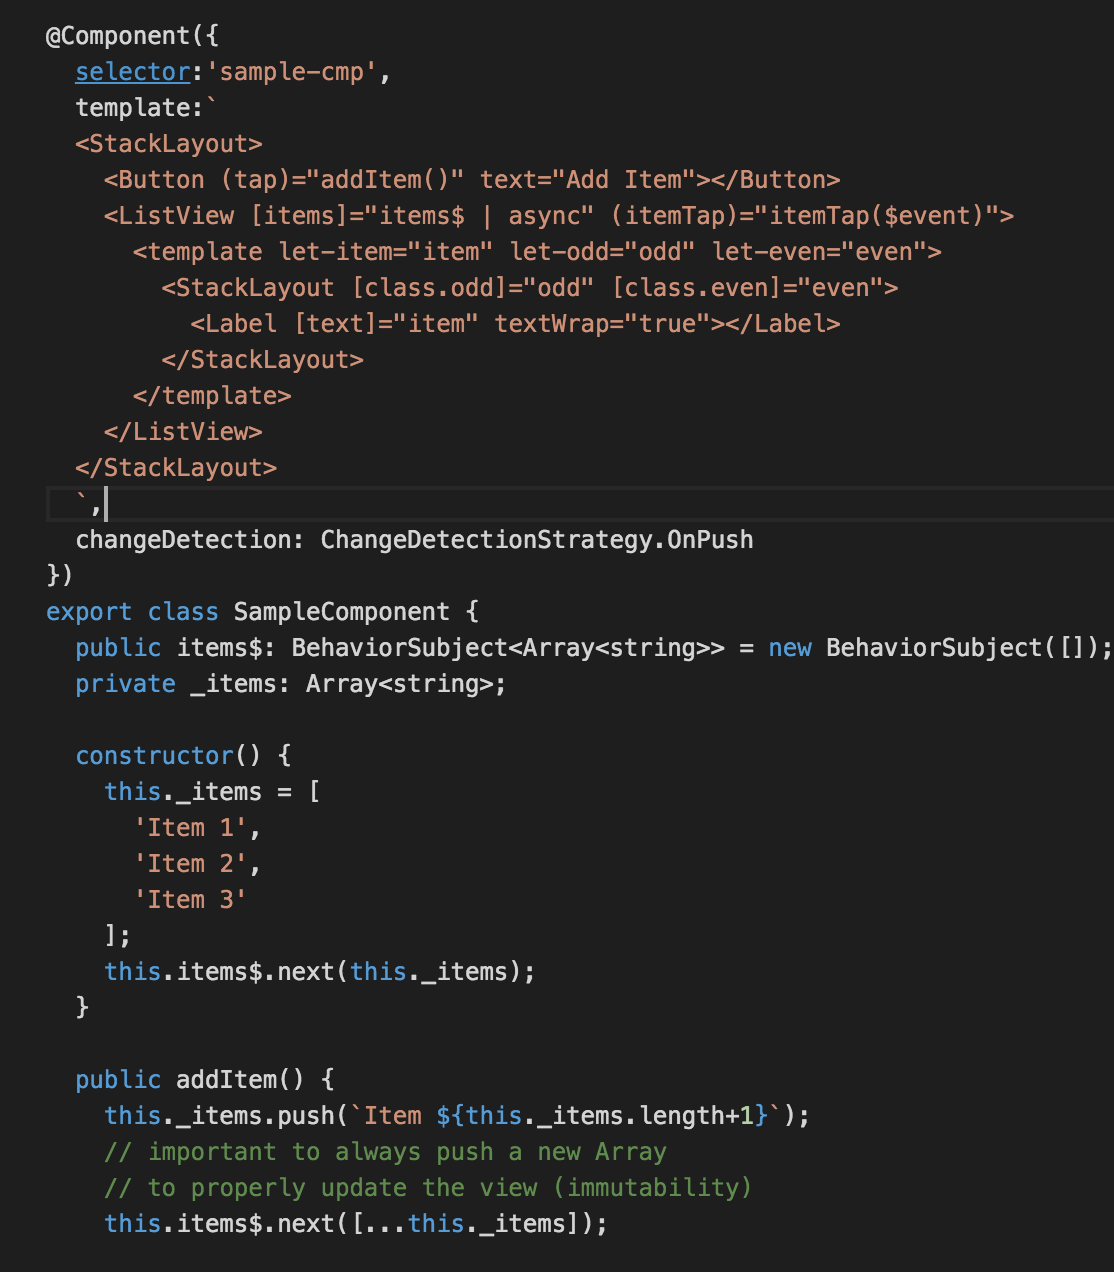 @Component({
  selector:'sample-cmp',
  template:`
  <StackLayout>
    <Button (tap)="addItem()" text="Add Item"></Button>
    <ListView [items]="items$ | async" (itemTap)="itemTap($event)">
      <template let-item="item" let-odd="odd" let-even="even">
        <StackLayout [class.odd]="odd" [class.even]="even">
          <Label [text]="item" textWrap="true"></Label>
        </StackLayout>
      </template>
    </ListView>
  </StackLayout>
  `,
  changeDetection: ChangeDetectionStrategy.OnPush
})
export class SampleComponent {
  public items$: BehaviorSubject<Array<string>> = new BehaviorSubject([]);
  private _items: Array<string>;

  constructor() {
    this._items = [
      'Item 1',
      'Item 2',
      'Item 3'
    ];
    this.items$.next(this._items);
  }

  public addItem() {
    this._items.push(`Item ${this._items.length+1}`);
    // important to always push a new Array
    // to properly update the view (immutability)
    this.items$.next([...this._items]);